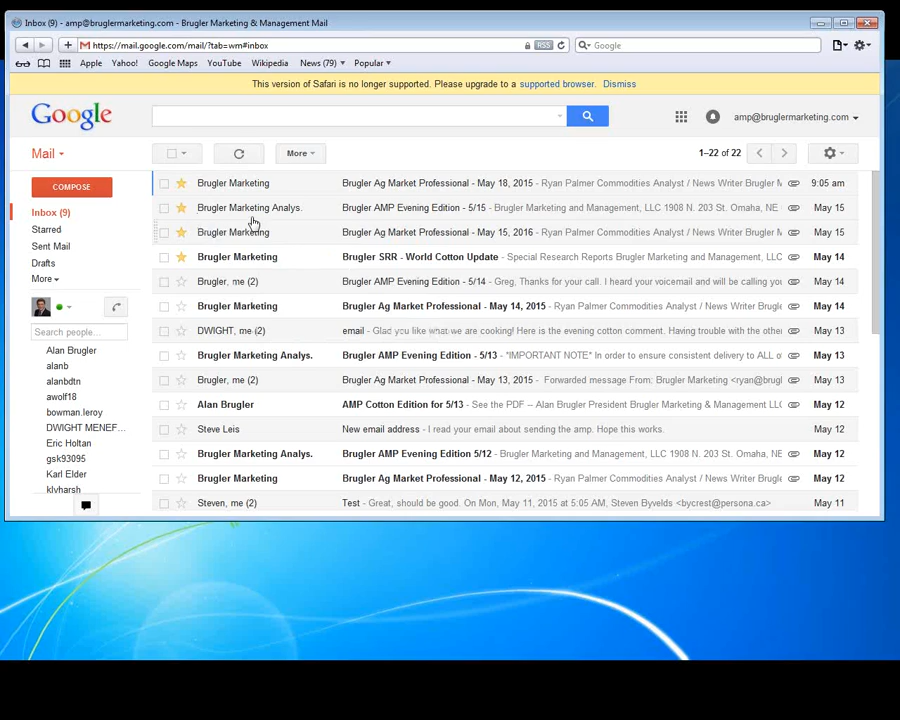 Inbox (9) - amp@bruglermarketing.com - Brugler Marketing & Management Mail
https://mail.google.com/mail/?tab=wm#inbox RSS Google
Apple Yahoo! Google Maps YouTube Wikipedia News (79) Popular
This version of Safari is no longer supported. Please upgrade to a supported browser. Dismiss
Google amp@bruglermarketing.com
Mail More 1–22 of 22
COMPOSE
Inbox (9)
Starred
Sent Mail
Drafts
More
Search people...
Alan Brugler
alanb
alanbdtn
awolf18
bowman.leroy
DWIGHT MENEF...
Eric Holtan
gsk93095
Karl Elder
klyharsh
Brugler Marketing Brugler Ag Market Professional - May 18, 2015 - Ryan Palmer Commodities Analyst / News Writer Brugler M 9:05 am
Brugler Marketing Analys. Brugler AMP Evening Edition - 5/15 - Brugler Marketing and Management, LLC 1908 N. 203 St. Omaha, NE May 15
Brugler Marketing Brugler Ag Market Professional - May 15, 2016 - Ryan Palmer Commodities Analyst / News Writer Brugler M May 15
Brugler Marketing Brugler SRR - World Cotton Update - Special Research Reports Brugler Marketing and Management, LLC May 14
Brugler, me (2) Brugler AMP Evening Edition - 5/14 - Greg, Thanks for your call. I heard your voicemail and will be calling you May 14
Brugler Marketing Brugler Ag Market Professional - May 14, 2015 - Ryan Palmer Commodities Analyst / News Writer Brugle May 14
DWIGHT, me (2) email - Glad you like what we are cooking! Here is the evening cotton comment. Having trouble with the other May 13
Brugler Marketing Analys. Brugler AMP Evening Edition - 5/13 - *IMPORTANT NOTE* In order to ensure consistent delivery to ALL o May 13
Brugler, me (2) Brugler Ag Market Professional - May 13, 2015 - Forwarded message From: Brugler Marketing <ryan@brugl May 13
Alan Brugler AMP Cotton Edition for 5/13 - See the PDF -- Alan Brugler President Brugler Marketing & Management LLC May 12
Steve Leis New email address - I read your email about sending the amp. Hope this works. May 12
Brugler Marketing Analys. Brugler AMP Evening Edition 5/12 - Brugler Marketing and Management, LLC 1908 N. 203 St. Omaha, NE May 12
Brugler Marketing Brugler Ag Market Professional - May 12, 2015 - Ryan Palmer Commodities Analyst / News Writer Brugle May 12
Steven, me (2) Test - Great, should be good. On Mon, May 11, 2015 at 5:05 AM, Steven Byvelds <bycrest@persona.ca> May 11